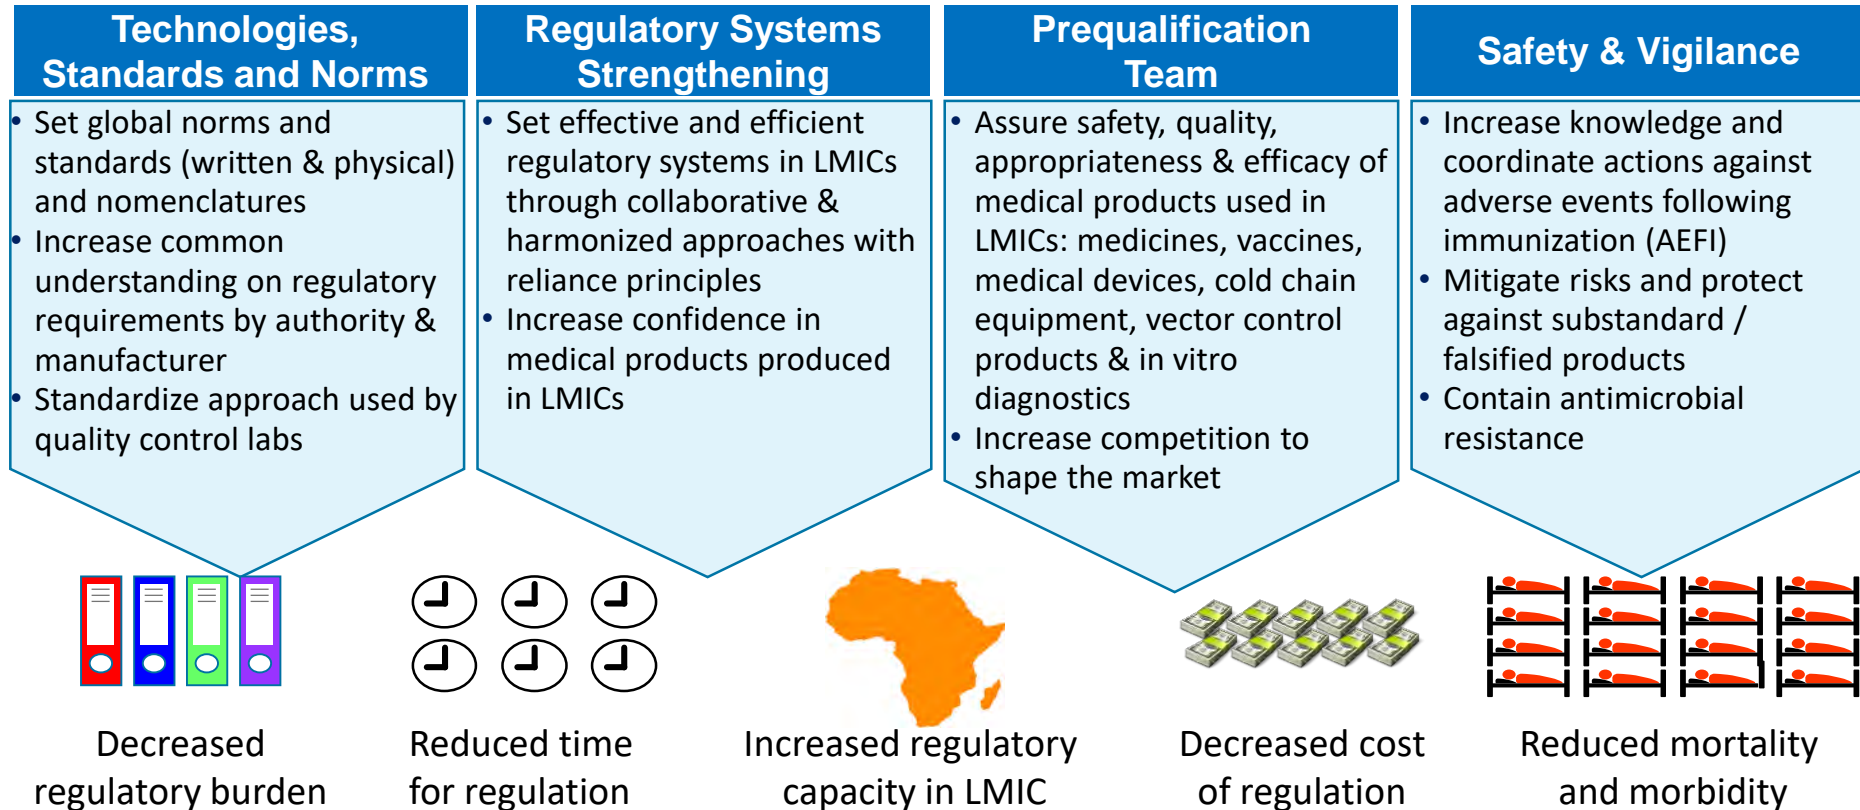 Technologies,
Standards and Norms
• Set global norms and
standards (written & physical)
and nomenclatures
• Increase common
understanding on regulatory
requirements by authority &
manufacturer
• Standardize approach used by
quality control labs
Regulatory Systems
Strengthening
• Set effective and efficient
regulatory systems in LMICs
through collaborative &
harmonized approaches with
reliance principles
• Increase confidence in
medical products produced
in LMICs
Prequalification
Team
• Assure safety, quality,
appropriateness & efficacy of
medical products used in
LMICs: medicines, vaccines,
medical devices, cold chain
equipment, vector control
products & in vitro
diagnostics
• Increase competition to
shape the market
Safety & Vigilance
• Increase knowledge and
coordinate actions against
adverse events following
immunization (AEFI)
• Mitigate risks and protect
against substandard /
falsified products
• Contain antimicrobial
resistance
Decreased
regulatory burden
Reduced time
for regulation
Increased regulatory
capacity in LMIC
Decreased cost
of regulation
Reduced mortality
and morbidity